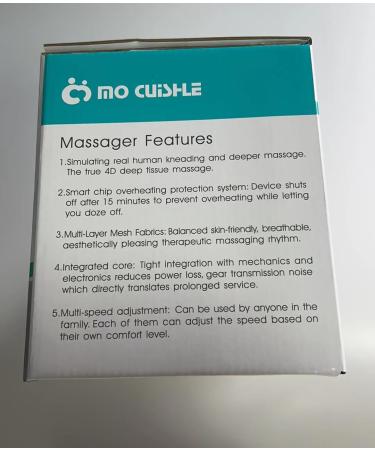 mo CUISHLE
Massager Features
1.Simulating real human kneading and deeper massage.
The true 4D deep tissue massage.
2.Smart chip overheating protection system: Device shuts
off after 15 minutes to prevent overheating while letting
you doze off.
3.Multi-Layer Mesh Fabrics: Balanced skin-friendly, breathable,
aesthetically pleasing therapeutic massaging rhythm.
4.Integrated core: Tight integration with mechanics and
electronics reduces power loss, gear transmission noise
which directly translates prolonged service.
5.Multi-speed adjustment: Can be used by anyone in the
family. Each of them can adjust the speed based on
their own comfort level.